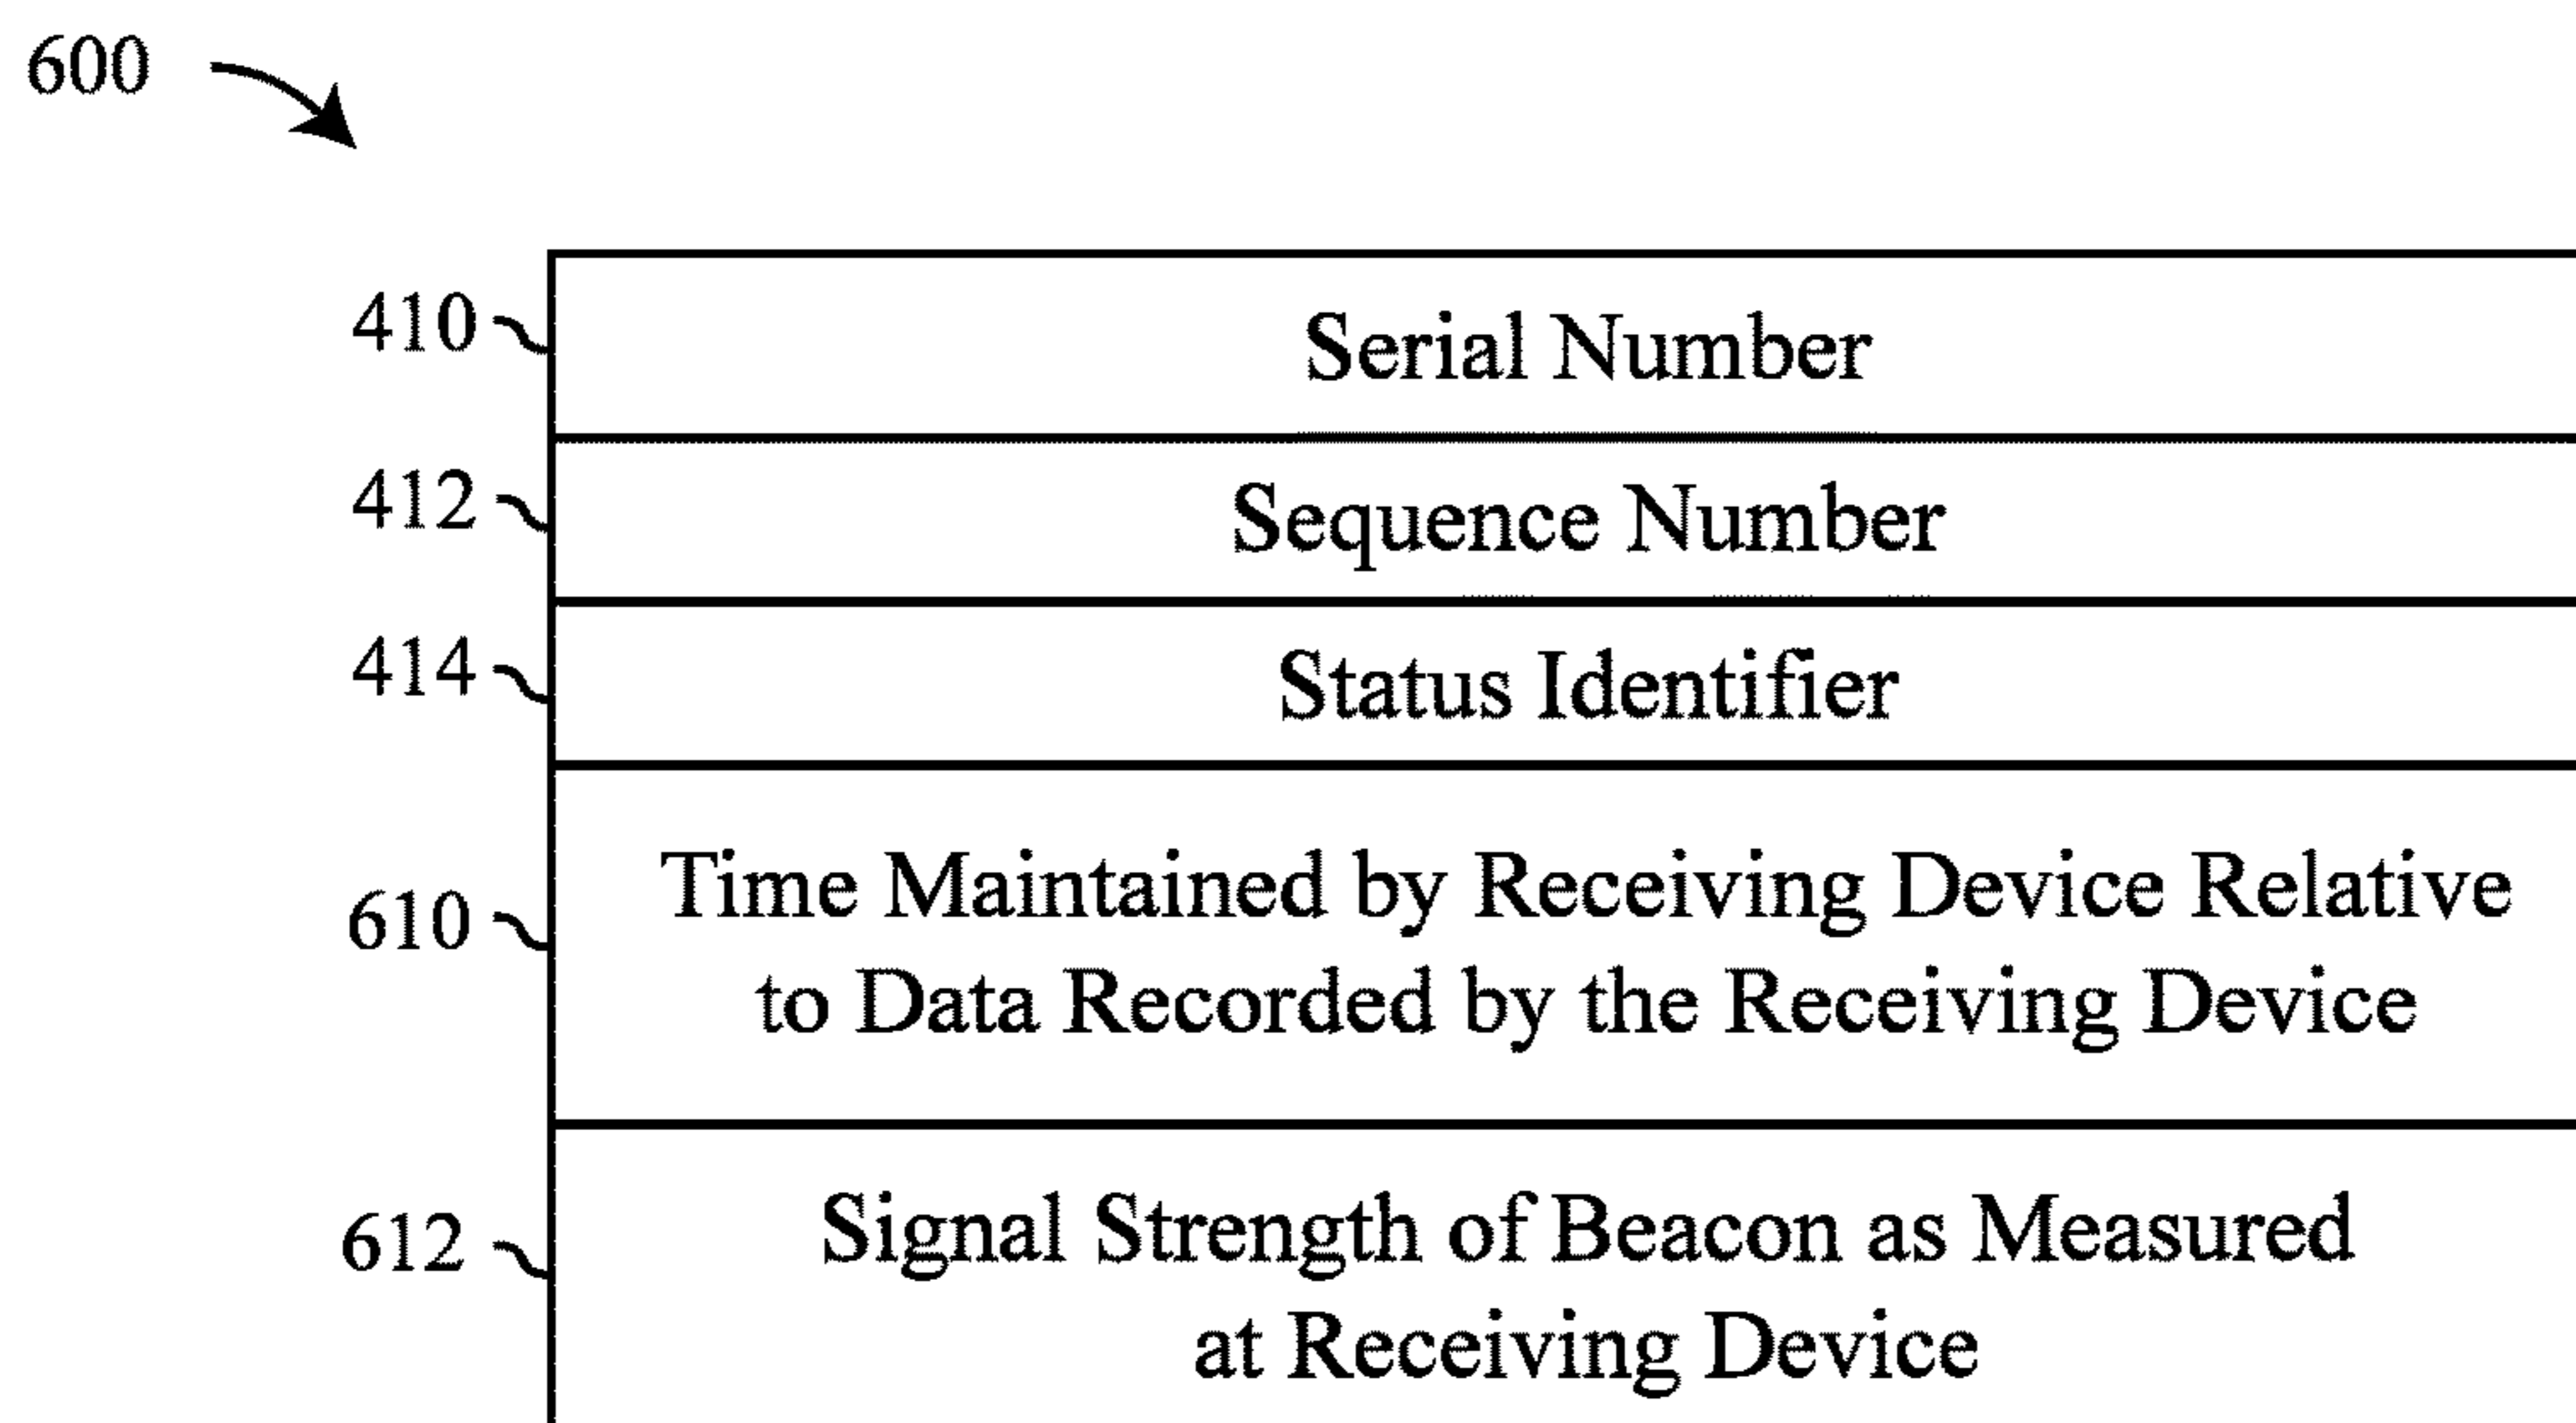 600
410 Serial Number
412 Sequence Number
414 Status Identifier
610 Time Maintained by Receiving Device Relative
to Data Recorded by the Receiving Device
612 Signal Strength of Beacon as Measured
at Receiving Device